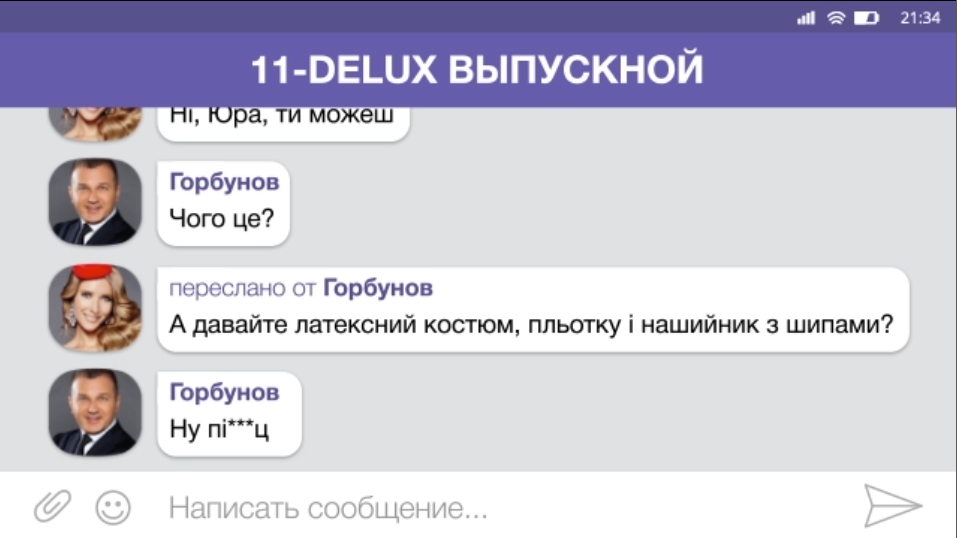 21:34
11-DELUX ВЫПУСКНОЙ
Ні, Юра, ти можеш
Горбунов
Чого це?
переслано от Горбунов
А давайте латексний костюм, пльотку і нашийник з шипами?
Горбунов
Ну пі***ц
Написать сообщение...